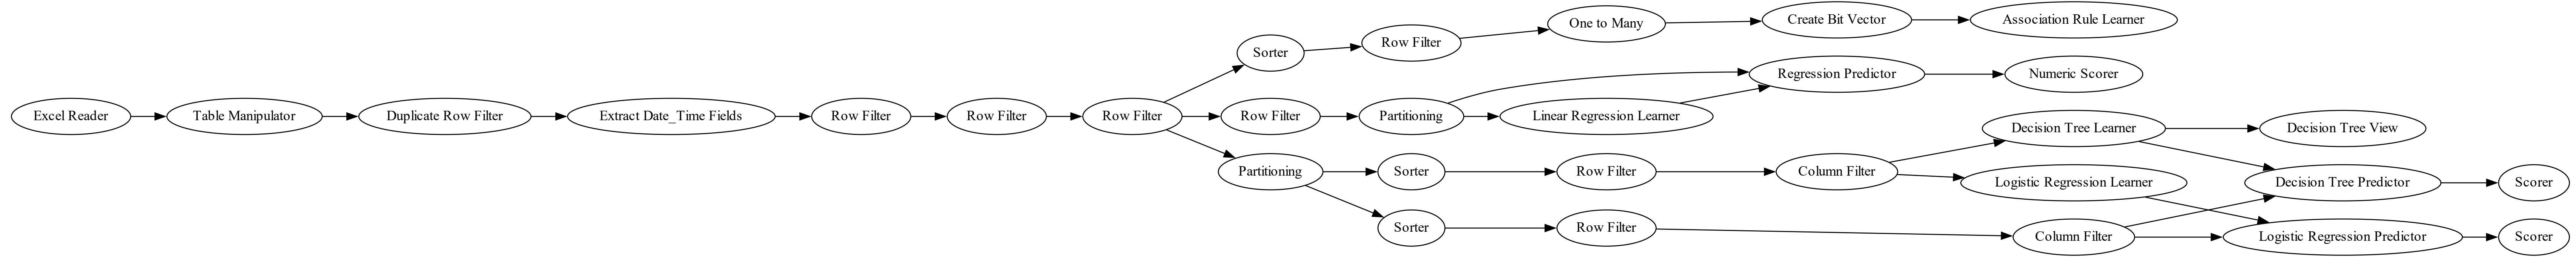 Excel Reader
Table Manipulator
Duplicate Row Filter
Extract Date_Time Fields
Row Filter
Row Filter
Row Filter
Sorter
Row Filter
One to Many
Create Bit Vector
Association Rule Learner
Row Filter
Partitioning
Linear Regression Learner
Regression Predictor
Numeric Scorer
Partitioning
Sorter
Row Filter
Column Filter
Decision Tree Learner
Decision Tree View
Logistic Regression Learner
Decision Tree Predictor
Scorer
Sorter
Row Filter
Column Filter
Logistic Regression Predictor
Scorer